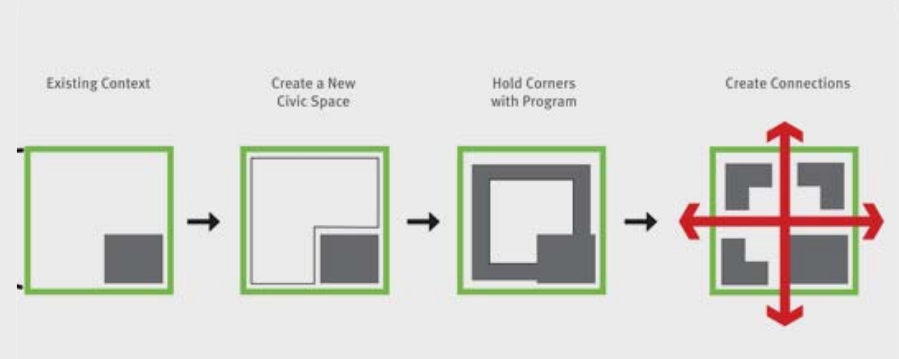 Existing Context
Create a New
Civic Space
Hold Corners
with Program
Create Connections